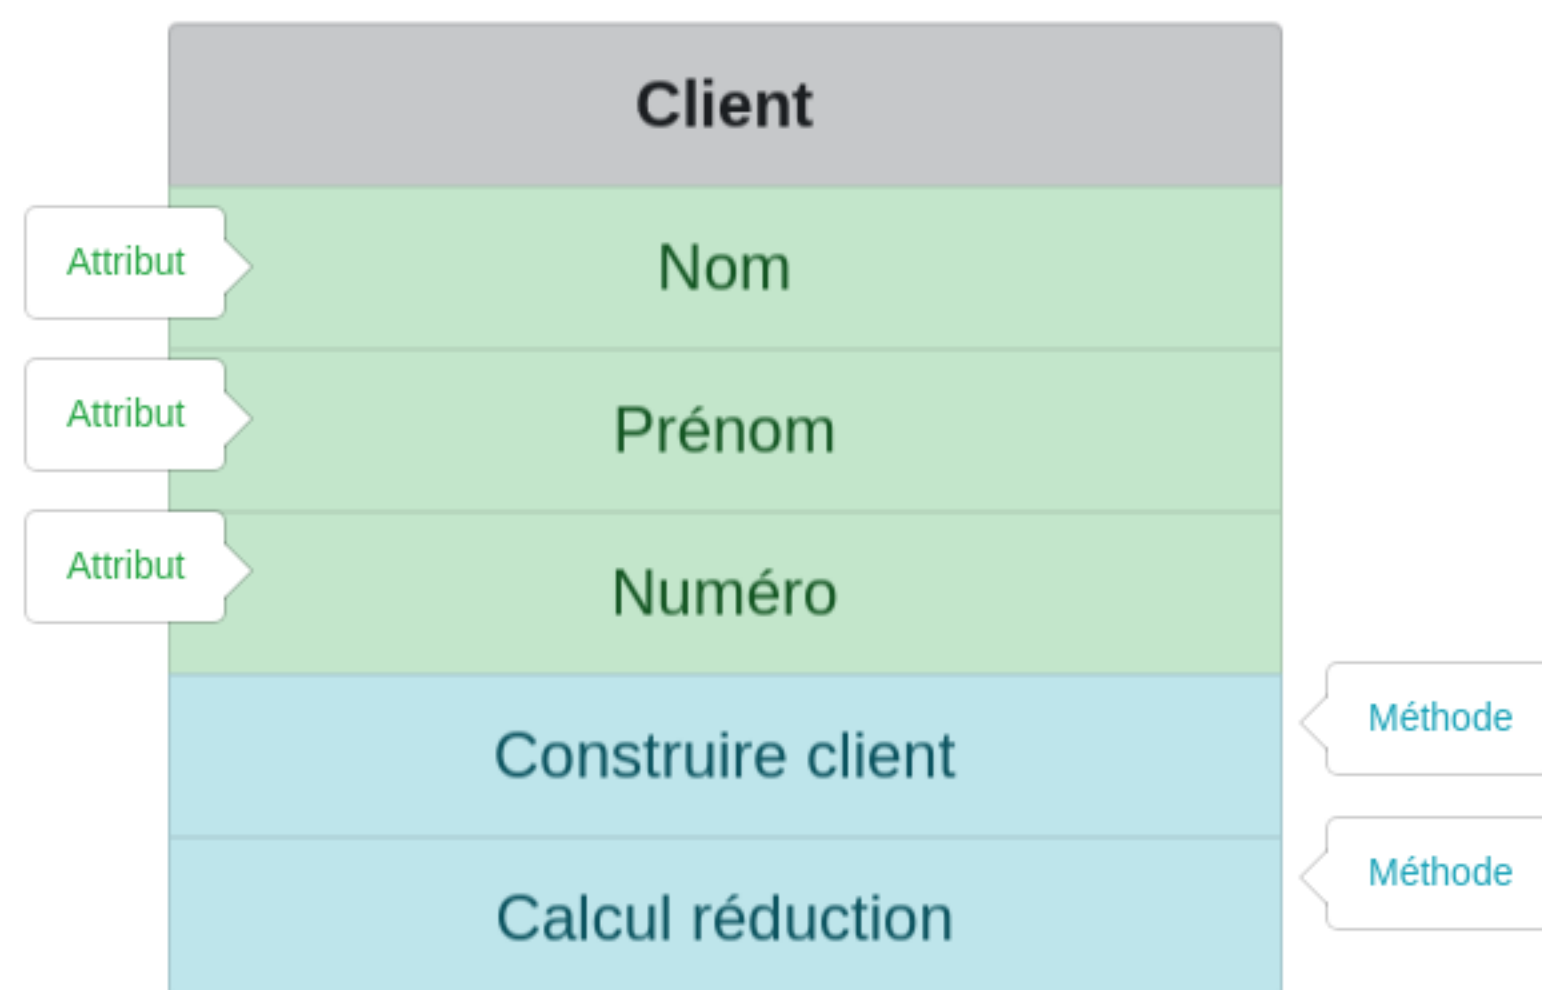 Client
Attribut
Nom
Attribut
Prénom
Attribut
Numéro
Méthode
Construire client
Méthode
Calcul réduction